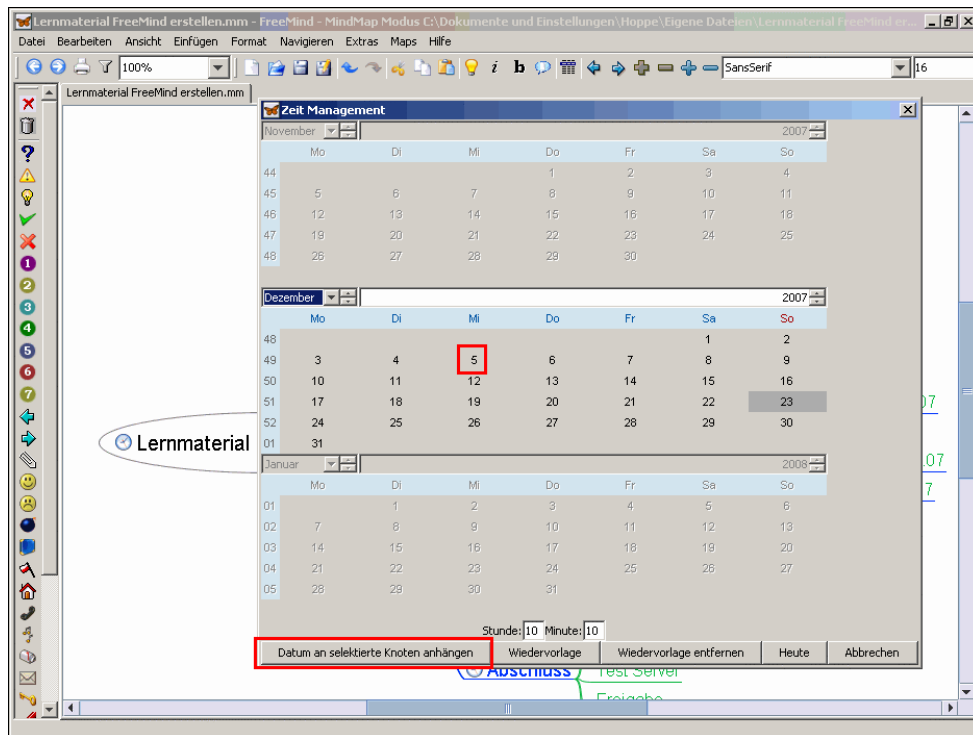 Lernmaterial FreeMind erstellen.mm - FreeMind - MindMap Modus C:\Dokumente und Einstellungen\Hoppe\Eigene Dateien\Lernmaterial FreeMind er...
Datei Bearbeiten Ansicht Einfügen Format Navigieren Extras Maps Hilfe
100% i b SansSerif 16
Lernmaterial FreeMind erstellen.mm
Zeit Management
November 2007
Mo Di Mi Do Fr Sa So
44 1 2 3 4
45 5 6 7 8 9 10 11
46 12 13 14 15 16 17 18
47 19 20 21 22 23 24 25
48 26 27 28 29 30
Dezember 2007
Mo Di Mi Do Fr Sa So
48 1 2
49 3 4 5 6 7 8 9
50 10 11 12 13 14 15 16
51 17 18 19 20 21 22 23
52 24 25 26 27 28 29 30
01 31
Januar 2008
Mo Di Mi Do Fr Sa So
01 1 2 3 4 5 6
02 7 8 9 10 11 12 13
03 14 15 16 17 18 19 20
04 21 22 23 24 25 26 27
05 28 29 30 31
Stunde: 10 Minute: 10
Datum an selektierte Knoten anhängen Wiedervorlage Wiedervorlage entfernen Heute Abbrechen
Lernmaterial
07
.07
7
Abschluss Test Server
Freigabe